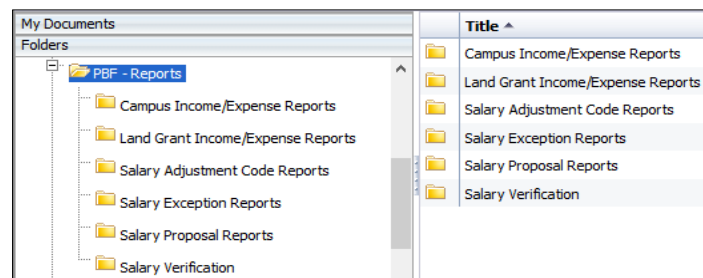 My Documents
Folders
PBF - Reports
Campus Income/Expense Reports
Land Grant Income/Expense Reports
Salary Adjustment Code Reports
Salary Exception Reports
Salary Proposal Reports
Salary Verification
Title
Campus Income/Expense Reports
Land Grant Income/Expense Reports
Salary Adjustment Code Reports
Salary Exception Reports
Salary Proposal Reports
Salary Verification